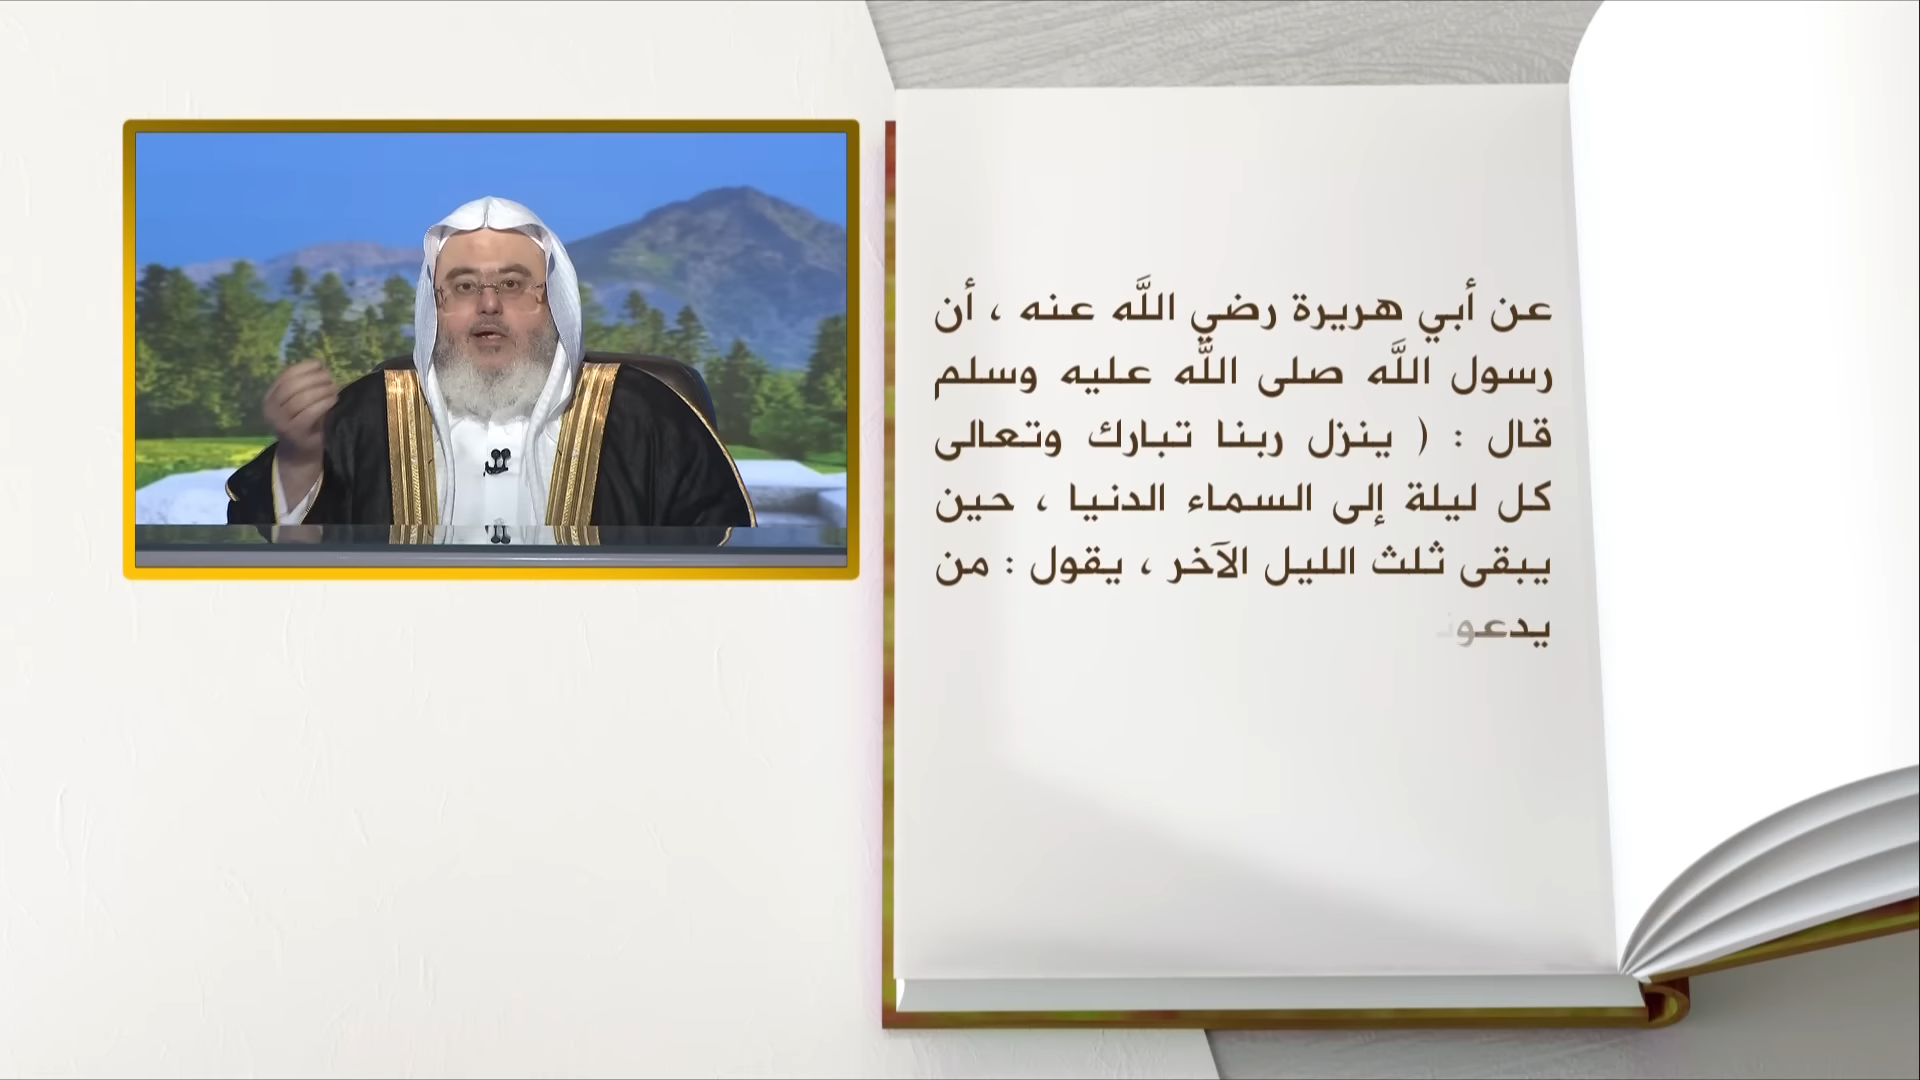 عن أبي هريرة رضي اللَّه عنه ، أن
رسول اللَّه صلى اللَّه عليه وسلم
قال : ( ينزل ربنا تبارك وتعالى
كل ليلة إلى السماء الدنيا ، حين
يبقى ثلث الليل الآخر ، يقول : من
يدعونـ